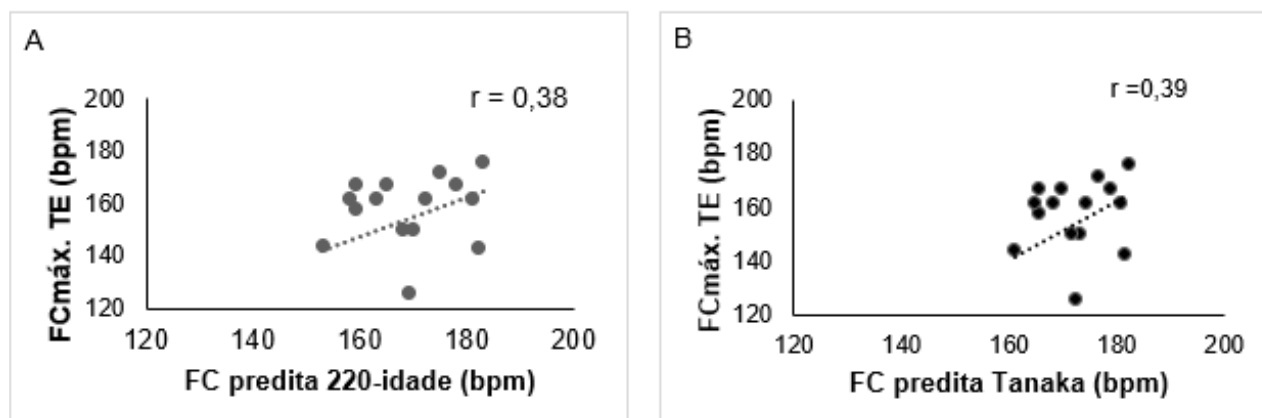 A
r = 0,38
FCmáx. TE (bpm)
200
180
160
140
120
120 140 160 180 200
FC predita 220-idade (bpm)
B
r =0,39
FCmáx. TE (bpm)
200
180
160
140
120
120 140 160 180 200
FC predita Tanaka (bpm)